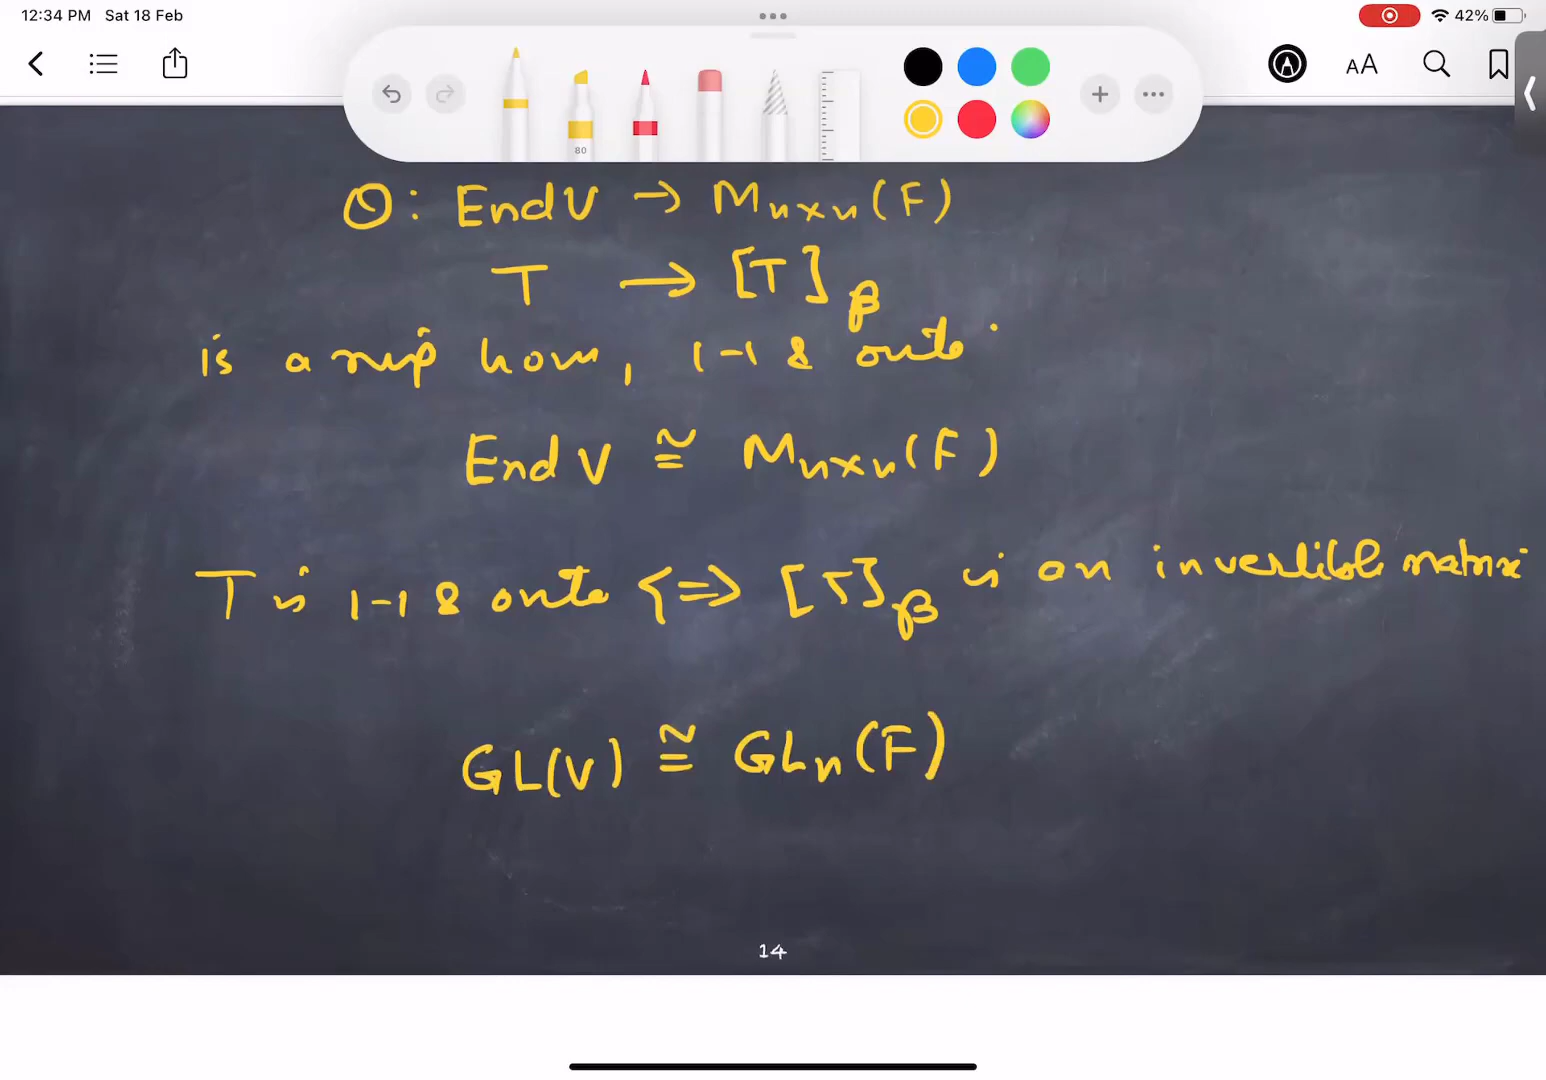 12:34 PM Sat 18 Feb
42%
AA
80
Θ: End V → Mn×n(F)
T → [T]β
is a ring hom, 1-1 & onto.
End V ≅ Mn×n(F)
T is 1-1 & onto <=> [T]β is an invertible matrix
GL(V) ≅ GLn(F)
14